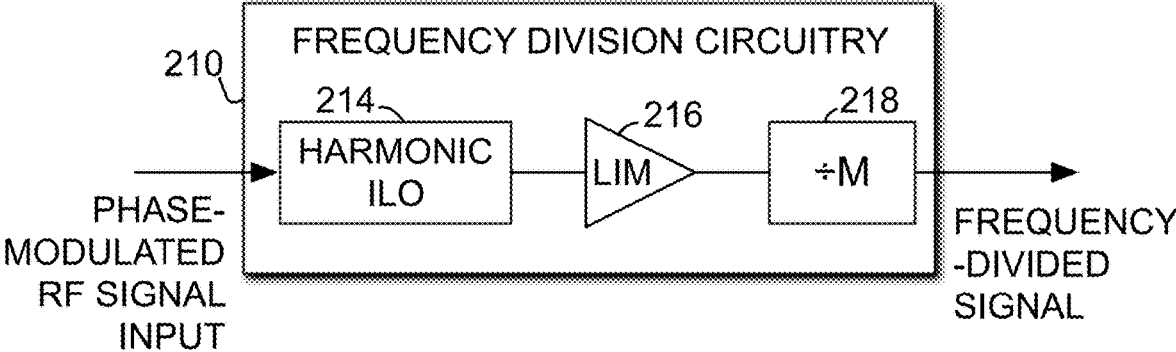 FREQUENCY DIVISION CIRCUITRY
210
214
216
218
HARMONIC
ILO
LIM
÷M
PHASE-
MODULATED
RF SIGNAL
INPUT
FREQUENCY
-DIVIDED
SIGNAL